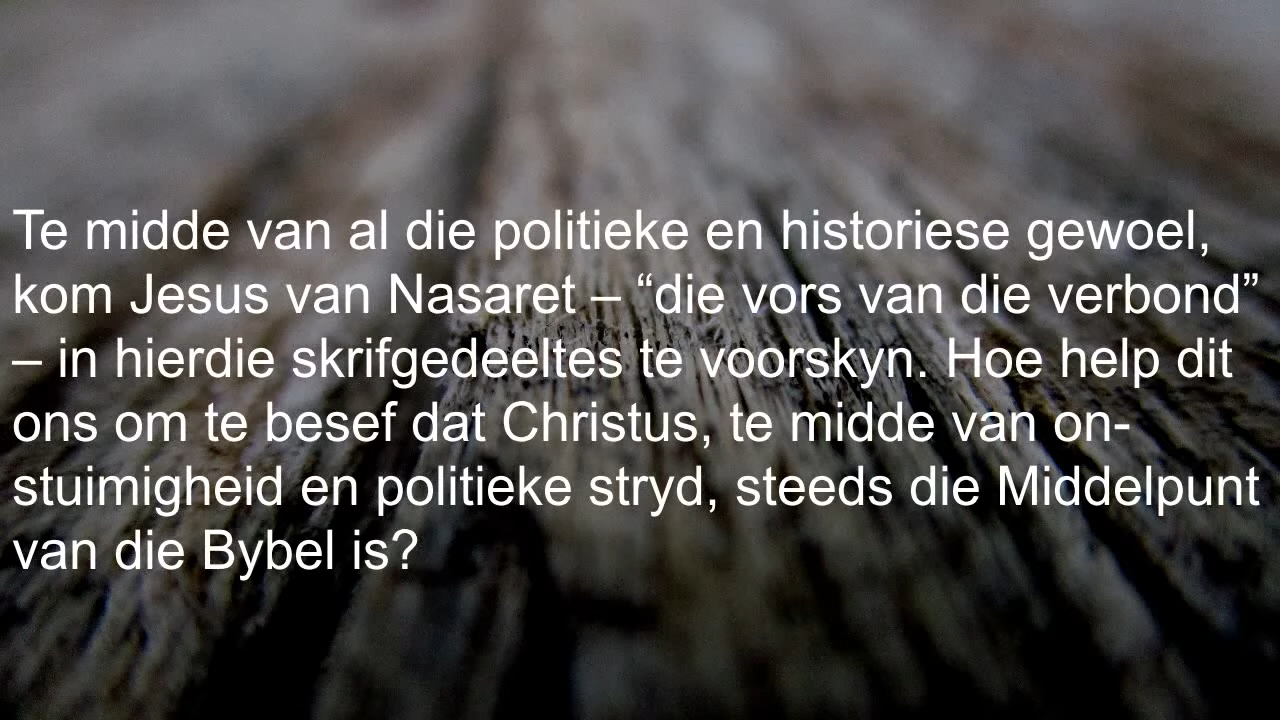 Te midde van al die politieke en historiese gewoel,
kom Jesus van Nasaret – “die vors van die verbond”
– in hierdie skrifgedeeltes te voorskyn. Hoe help dit
ons om te besef dat Christus, te midde van on-
stuimigheid en politieke stryd, steeds die Middelpunt
van die Bybel is?